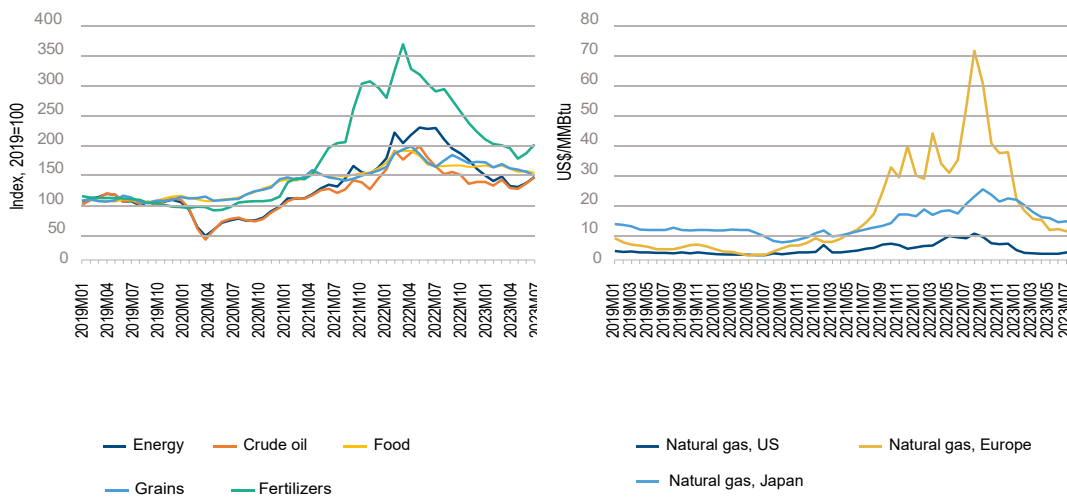 400
350
300
250
200
150
100
50
0
Index, 2019=100
2019M01
2019M04
2019M07
2019M10
2020M01
2020M04
2020M07
2020M10
2021M01
2021M04
2021M07
2021M10
2022M01
2022M04
2022M07
2022M10
2023M01
2023M04
2023M07
Energy
Crude oil
Food
Grains
Fertilizers
80
70
60
50
40
30
20
10
0
US$/MMBtu
2019M01
2019M03
2019M05
2019M07
2019M09
2019M11
2020M01
2020M03
2020M05
2020M07
2020M09
2020M11
2021M01
2021M03
2021M05
2021M07
2021M09
2021M11
2022M01
2022M03
2022M05
2022M07
2022M09
2022M11
2023M01
2023M03
2023M05
2023M07
Natural gas, US
Natural gas, Europe
Natural gas, Japan